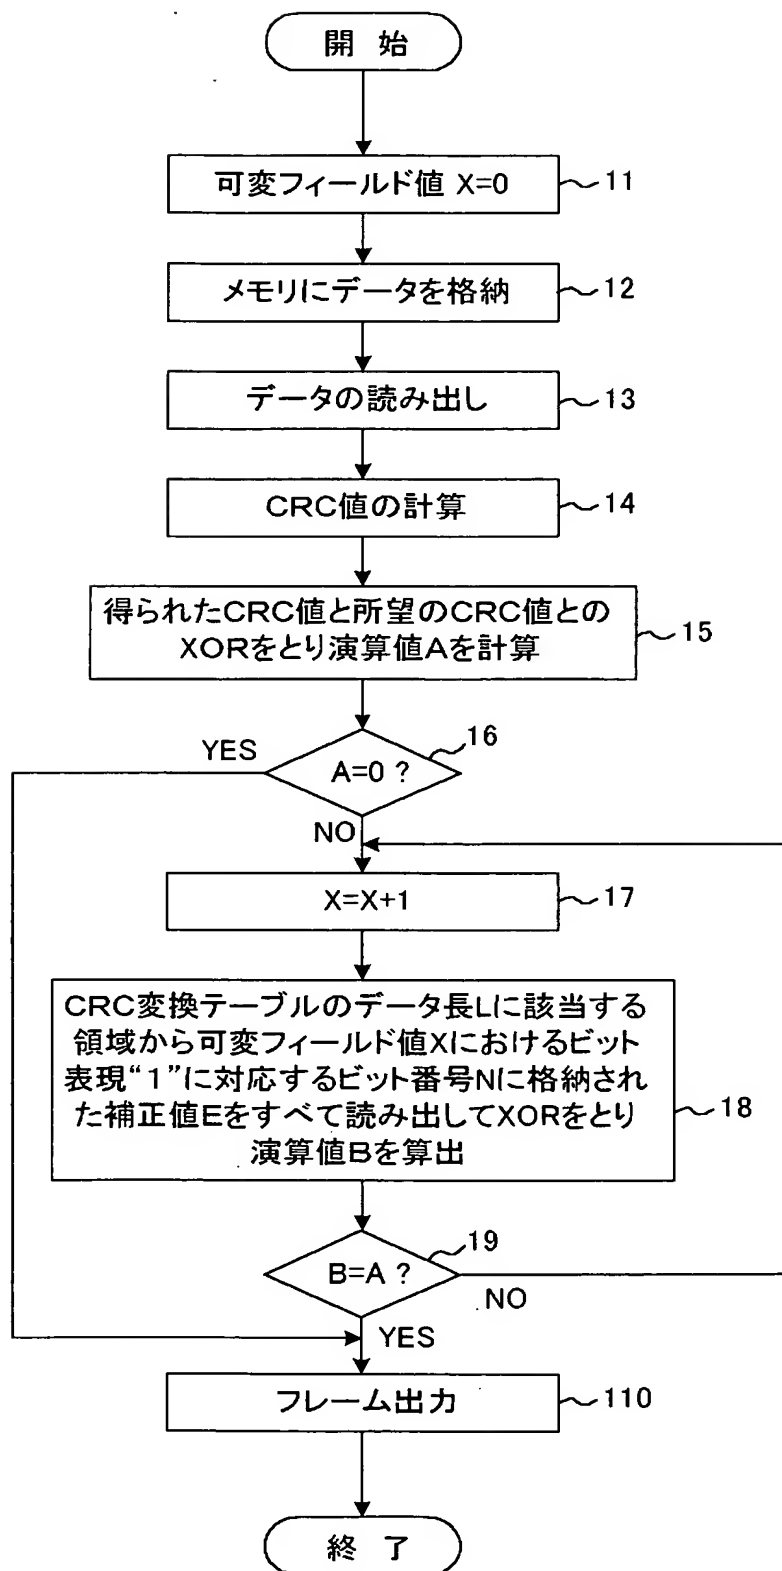 開 始
可変フィールド値 X=0
11
メモリにデータを格納
12
データの読み出し
13
CRC値の計算
14
得られたCRC値と所望のCRC値との
XORをとり演算値Aを計算
15
16
YES
A=0 ?
NO
X=X+1
17
CRC変換テーブルのデータ長Lに該当する
領域から可変フィールド値Xにおけるビット
表現“1”に対応するビット番号Nに格納され
た補正値EをすべてTみ出してXORをとり
演算値Bを算出
18
19
B=A ?
NO
YES
フレーム出力
110
終 了